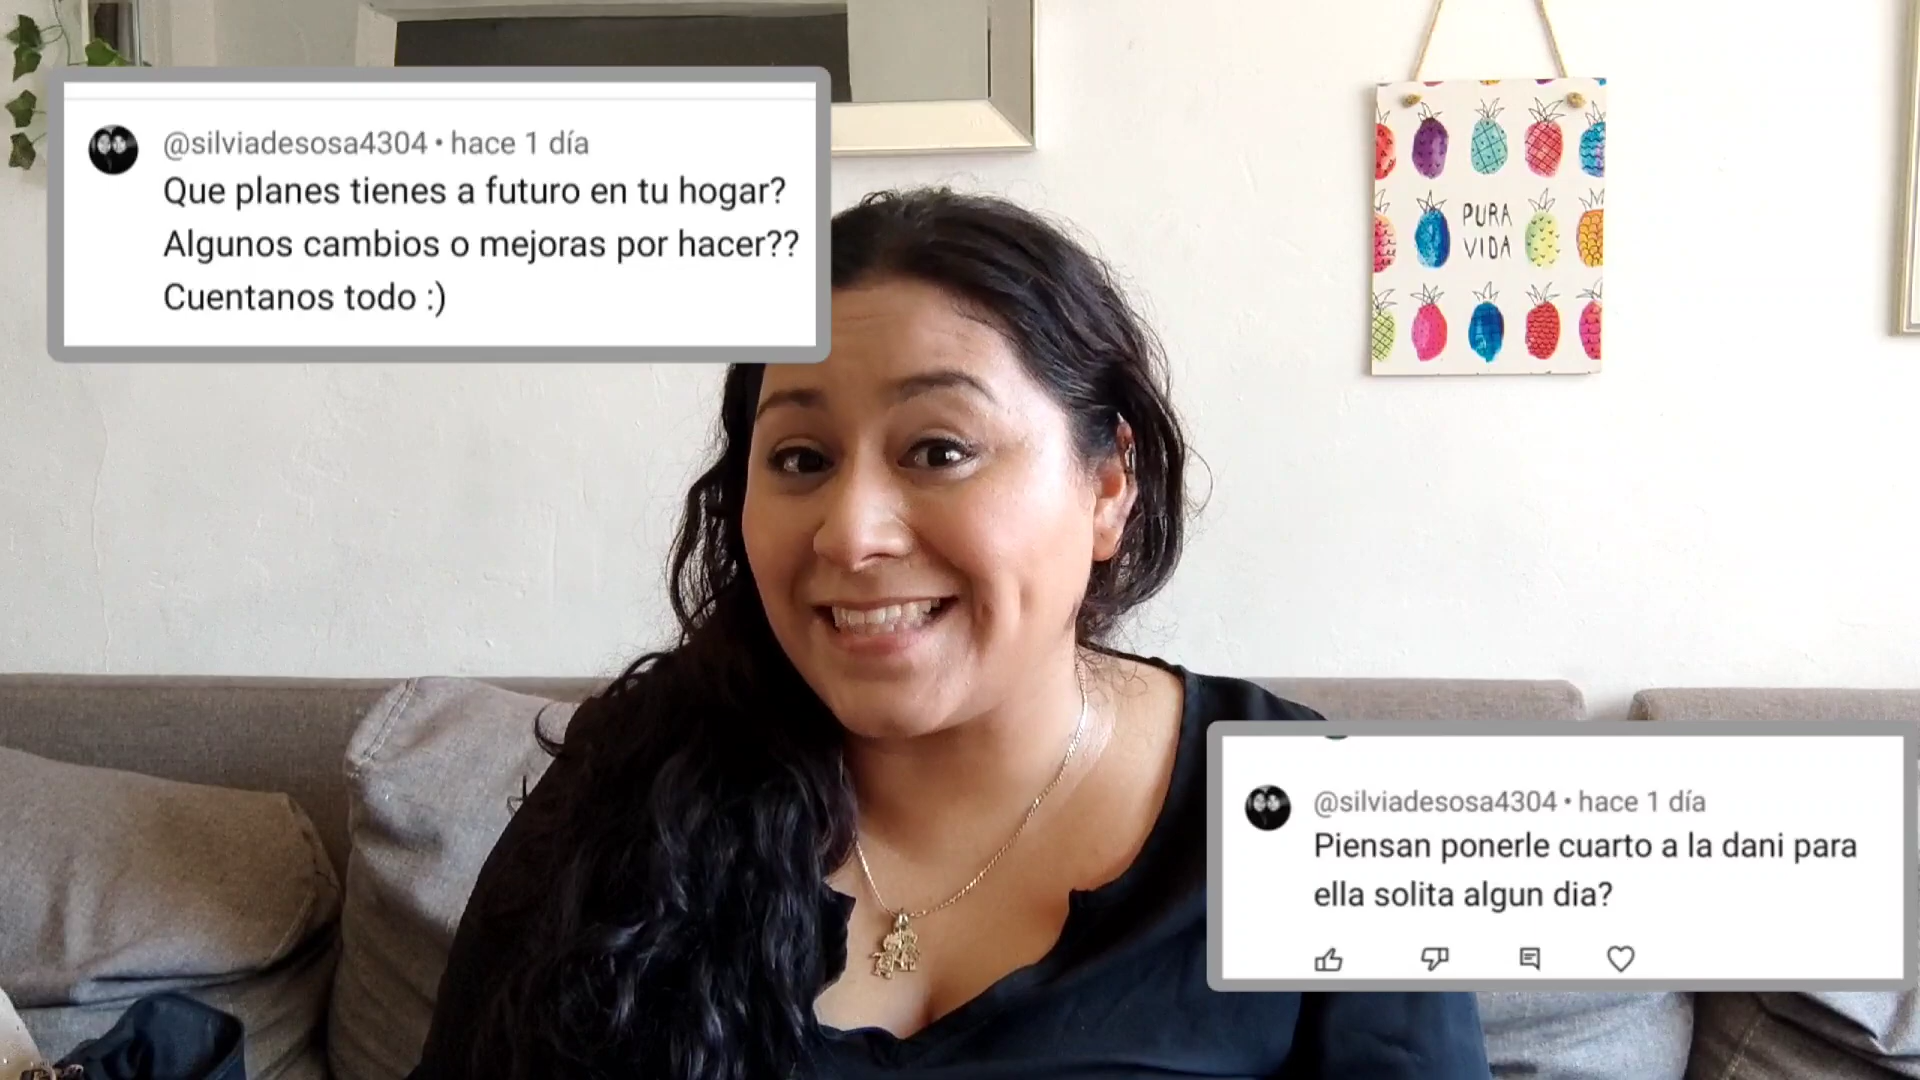 @silviadesosa4304 • hace 1 día
Que planes tienes a futuro en tu hogar?
Algunos cambios o mejoras por hacer??
Cuentanos todo :)
PURA
VIDA
@silviadesosa4304 • hace 1 día
Piensan ponerle cuarto a la dani para
ella solita algun dia?